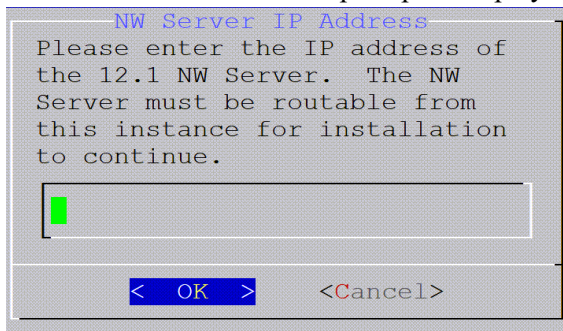 NW Server IP Address
Please enter the IP address of
the 12.1 NW Server.  The NW
Server must be routable from
this instance for installation
to continue.
<  OK  >    <Cancel>